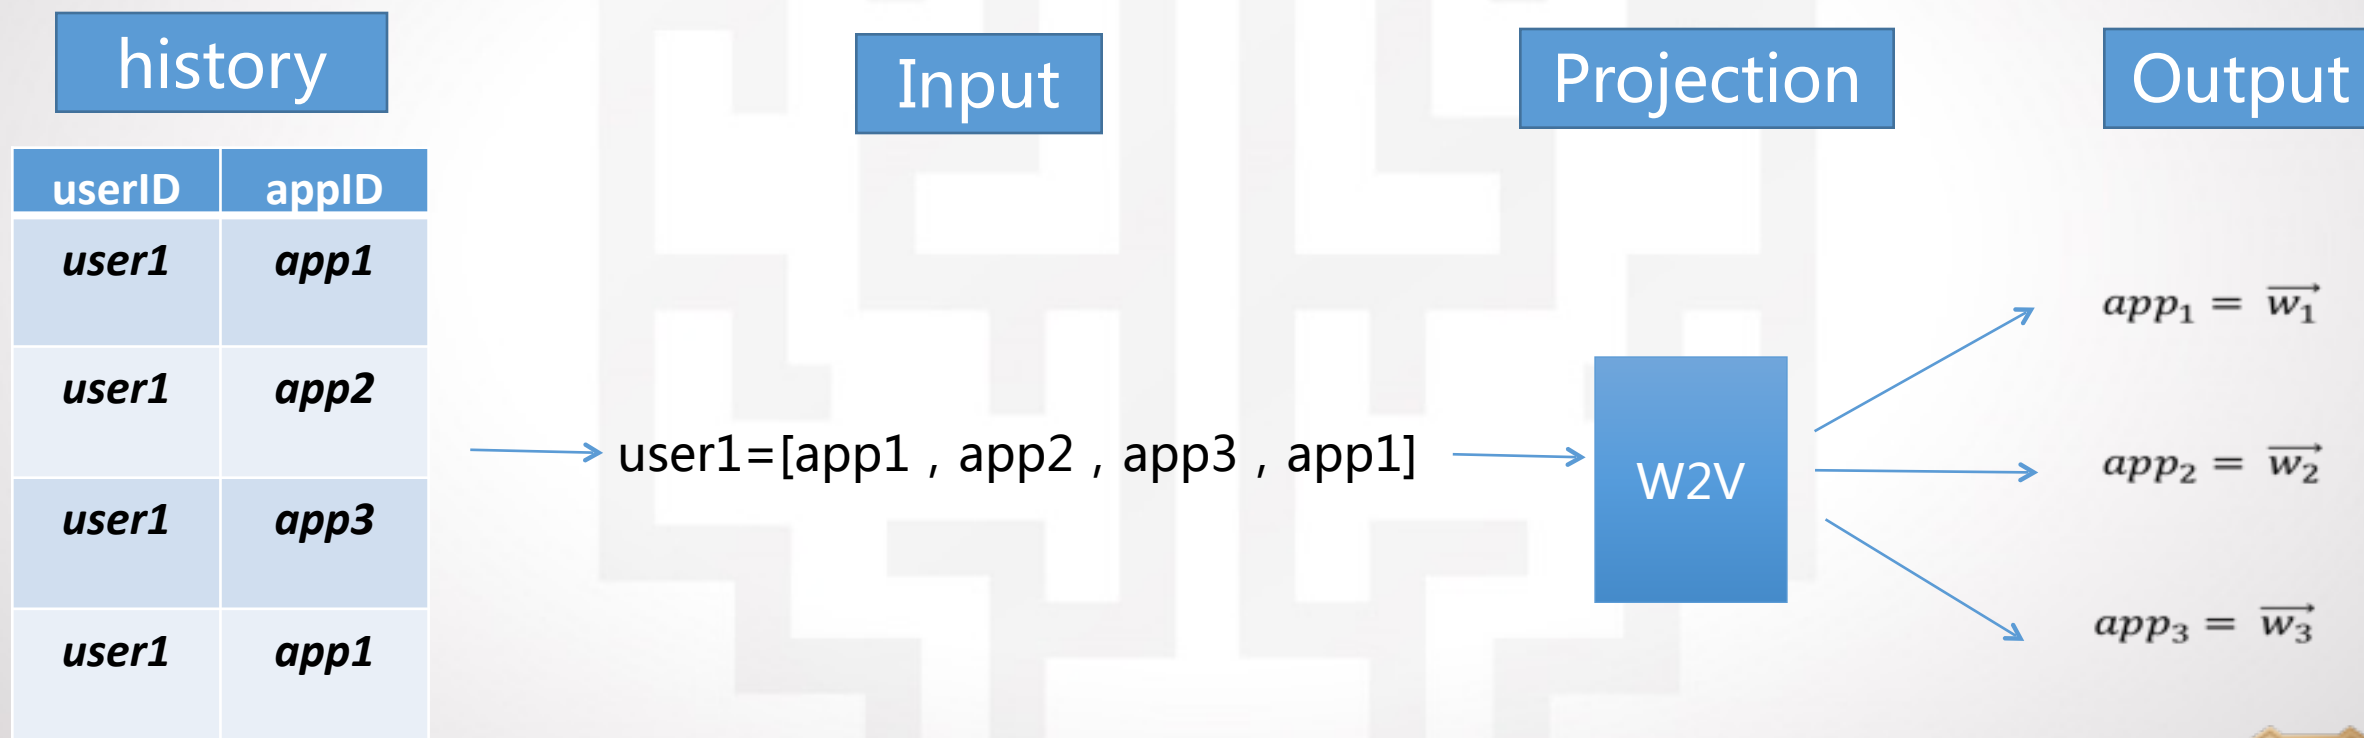 history
Input
Projection
Output
userID appID
user1 app1
user1 app2
user1 app3
user1 app1
user1=[app1 , app2 , app3 , app1]
W2V
app₁ = w₁⃗
app₂ = w₂⃗
app₃ = w₃⃗